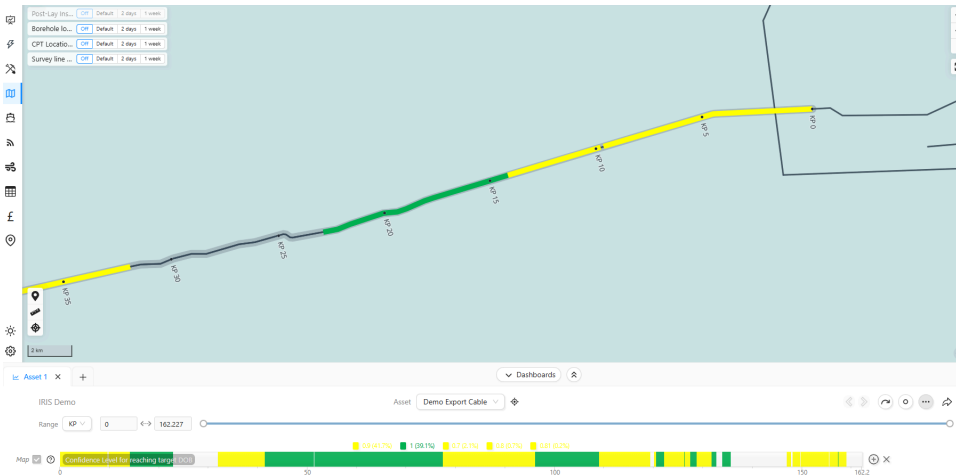 Post-Lay Ins... Off Default 2 days 1 week
Borehole lo... Off Default 2 days 1 week
CPT Locatio... Off Default 2 days 1 week
Survey line ... Off Default 2 days 1 week
KP 0
KP 5
KP 10
KP 15
KP 20
KP 25
KP 30
KP 35
£
2 km
Asset 1 × +
Dashboards
IRIS Demo
Asset Demo Export Cable
Range KP 0 162.227
1 (39.1%)
Map Confidence Level for reaching target DOB
0 50 100 150 162.2